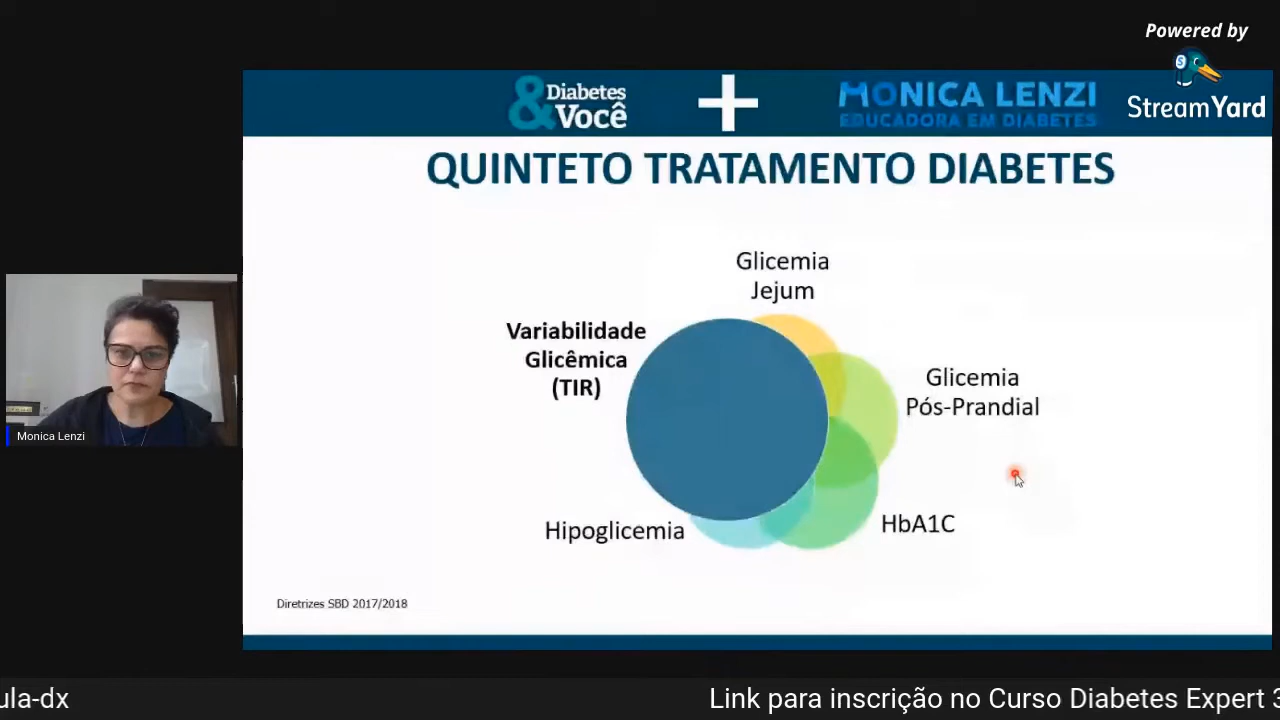 Powered by
StreamYard
Diabetes
&Você
MONICA LENZI
EDUCADORA EM DIABETES
QUINTETO TRATAMENTO DIABETES
Glicemia
Jejum
Variabilidade
Glicêmica
(TIR)
Glicemia
Pós-Prandial
Hipoglicemia
HbA1C
Diretrizes SBD 2017/2018
Monica Lenzi
ula-dx
Link para inscrição no Curso Diabetes Expert 3